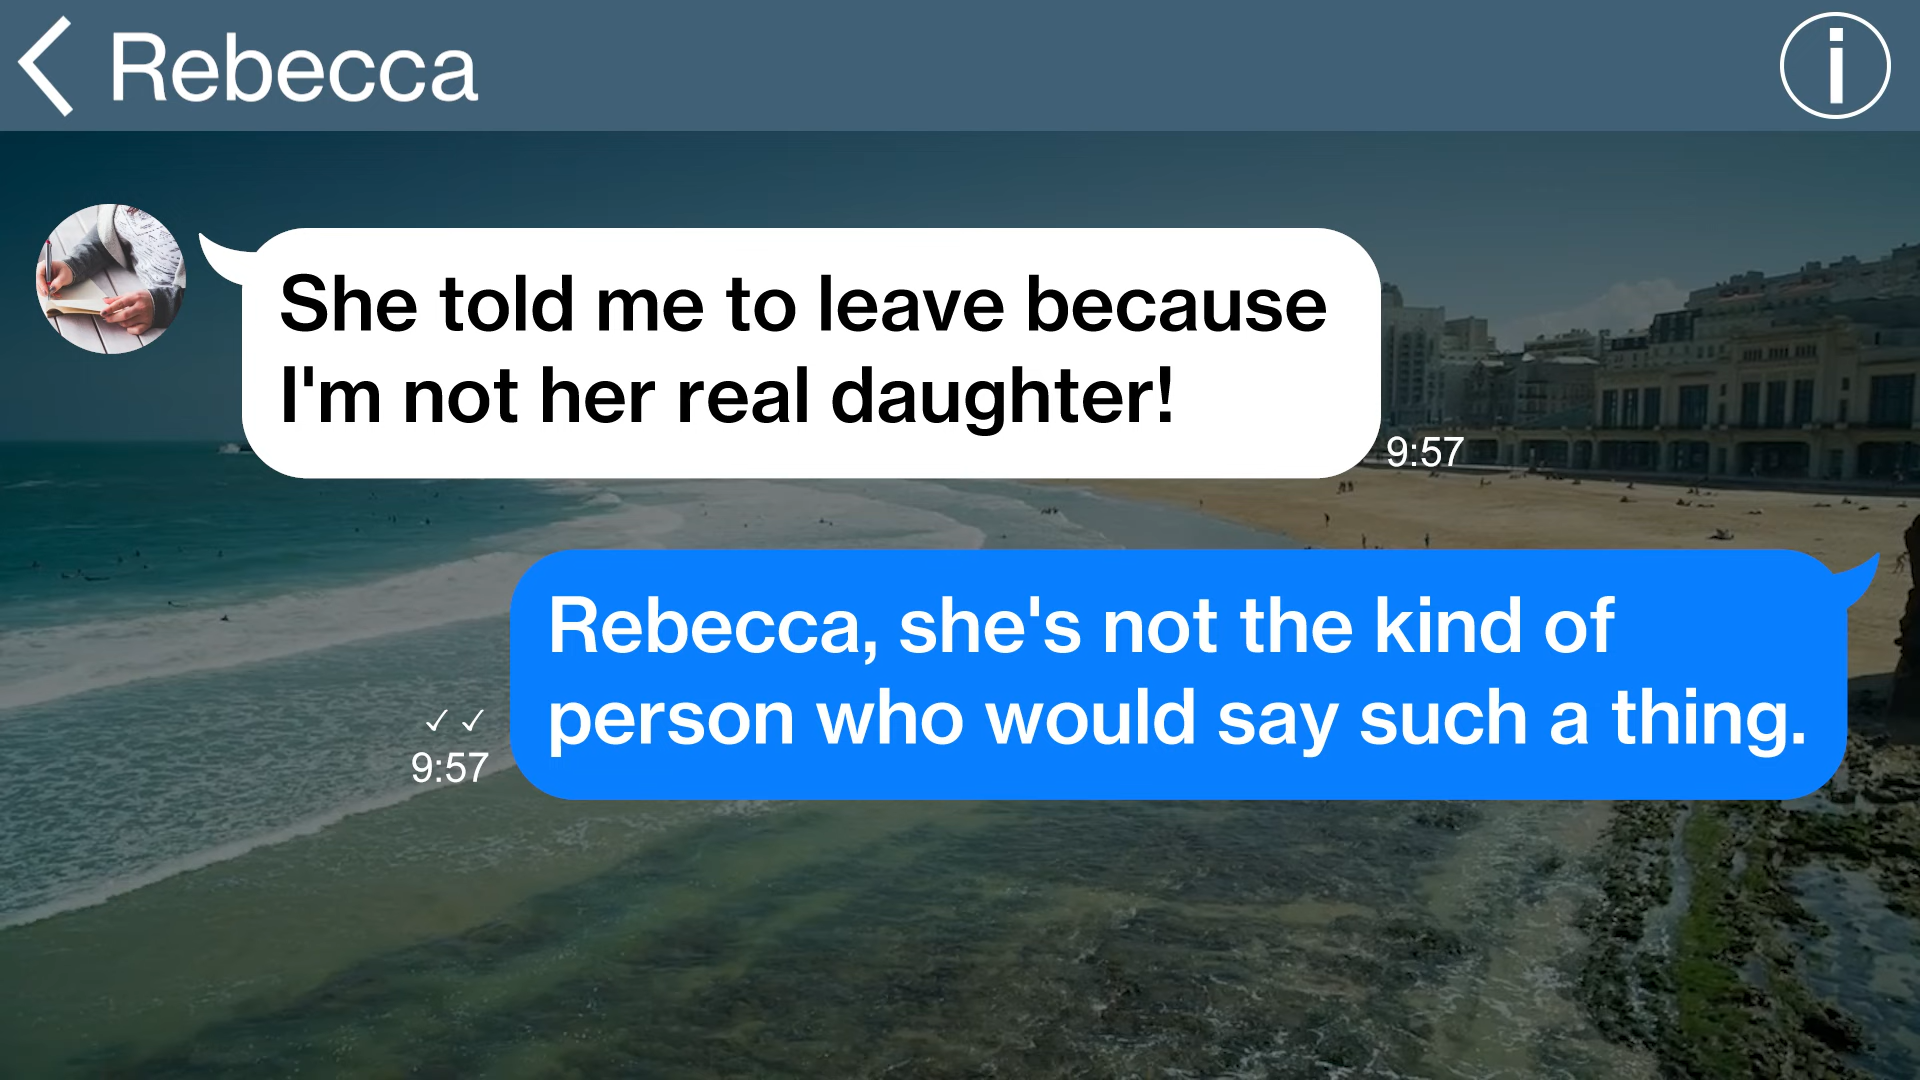 Rebecca
She told me to leave because
I'm not her real daughter!
9:57
Rebecca, she's not the kind of
person who would say such a thing.
✓ ✓
9:57